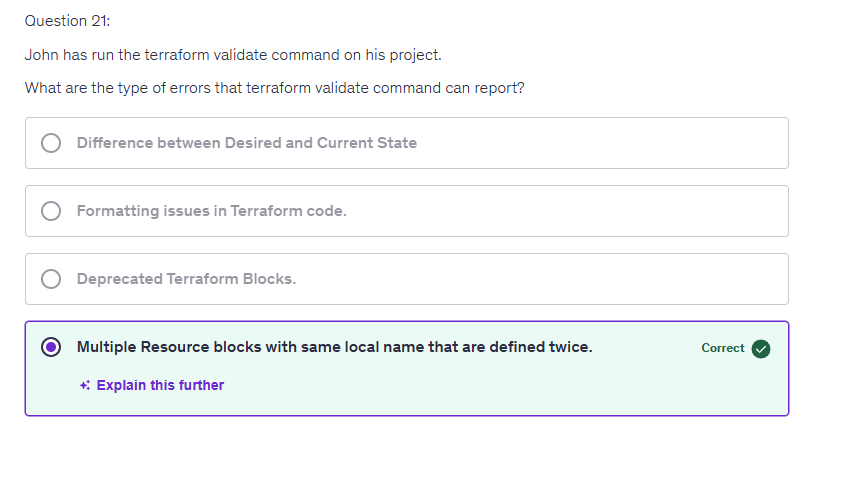 Question 21:
John has run the terraform validate command on his project.
What are the type of errors that terraform validate command can report?
Difference between Desired and Current State
Formatting issues in Terraform code.
Deprecated Terraform Blocks.
Multiple Resource blocks with same local name that are defined twice.
Correct
Explain this further